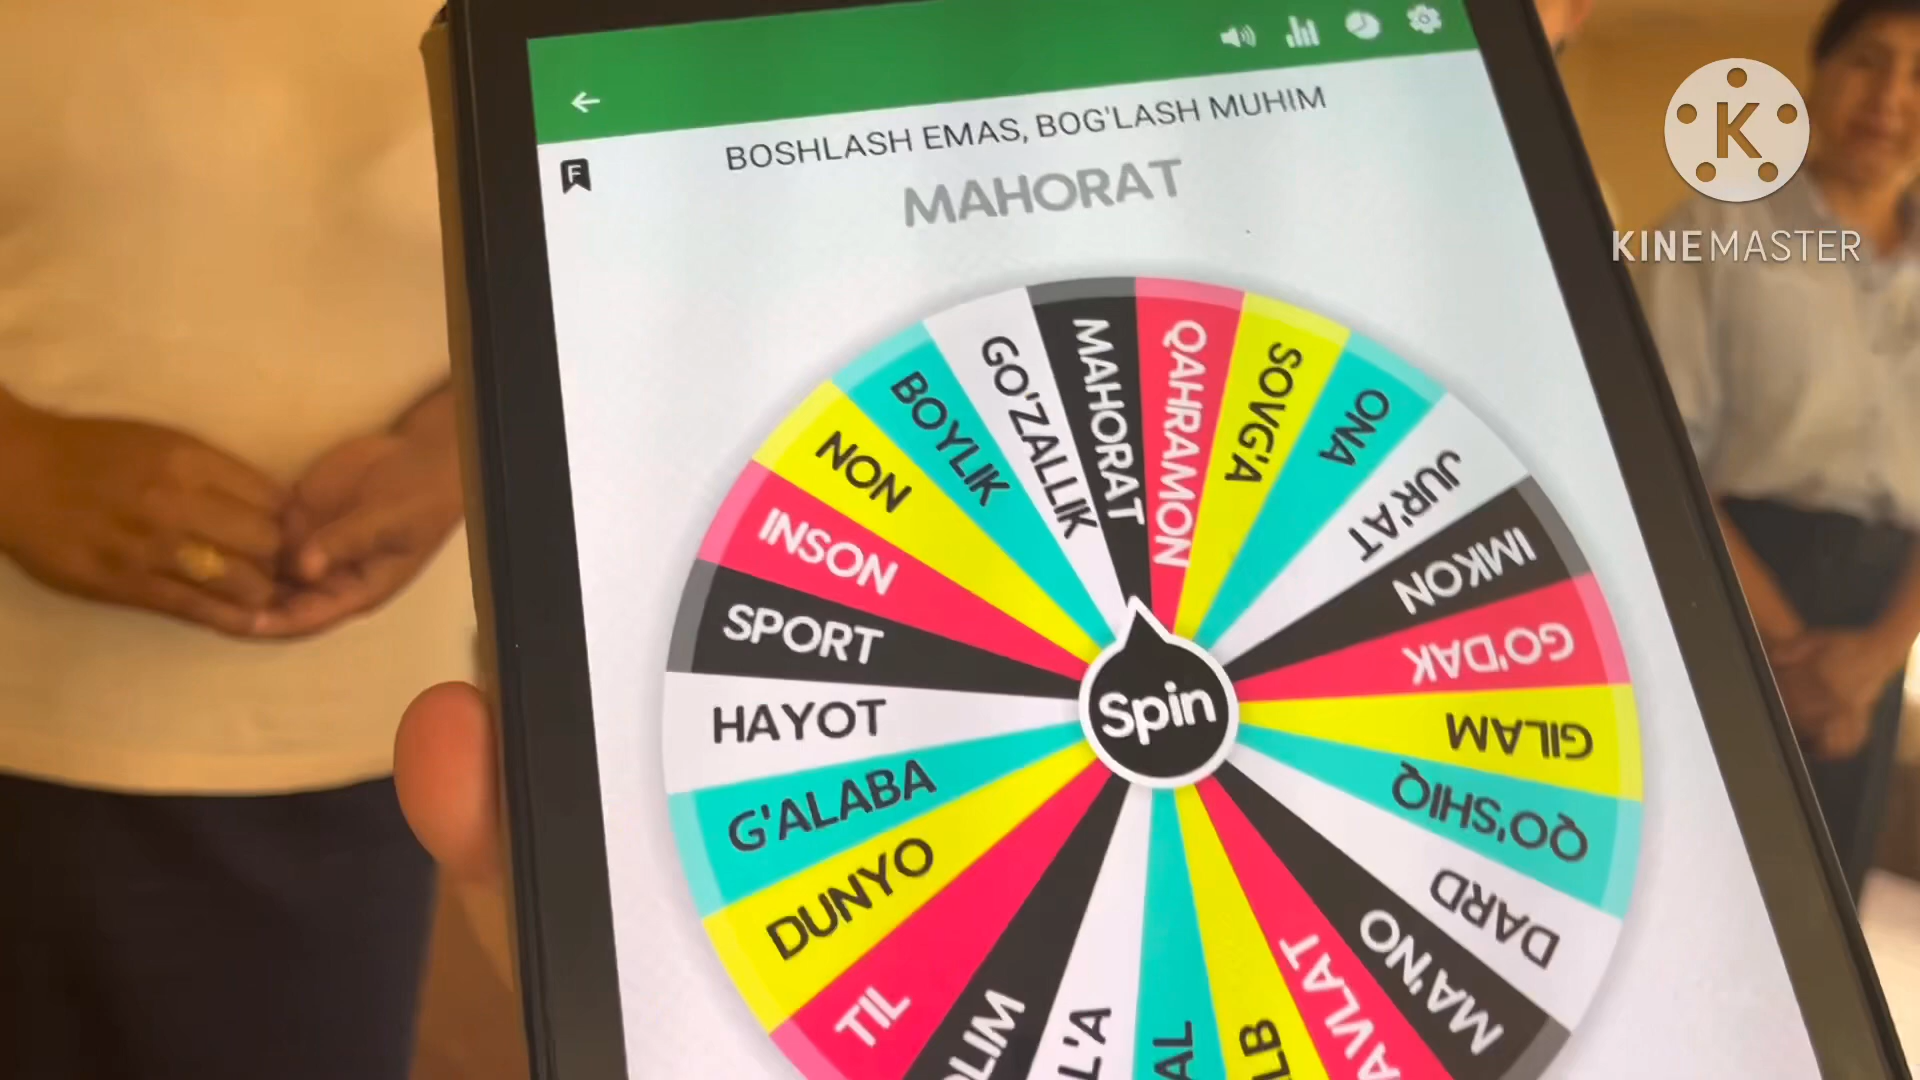 BOSHLASH EMAS, BOG'LASH MUHIM
MAHORAT
KINEMASTER
MAHORAT
QAHRAMON
SOVG'A
ONA
JUR'AT
IMKON
GO'DAK
GILAM
QO'SHIQ
DARD
MA'NO
TIL
DUNYO
G'ALABA
HAYOT
SPORT
INSON
NON
BOYLIK
GO'ZALLIK
Spin